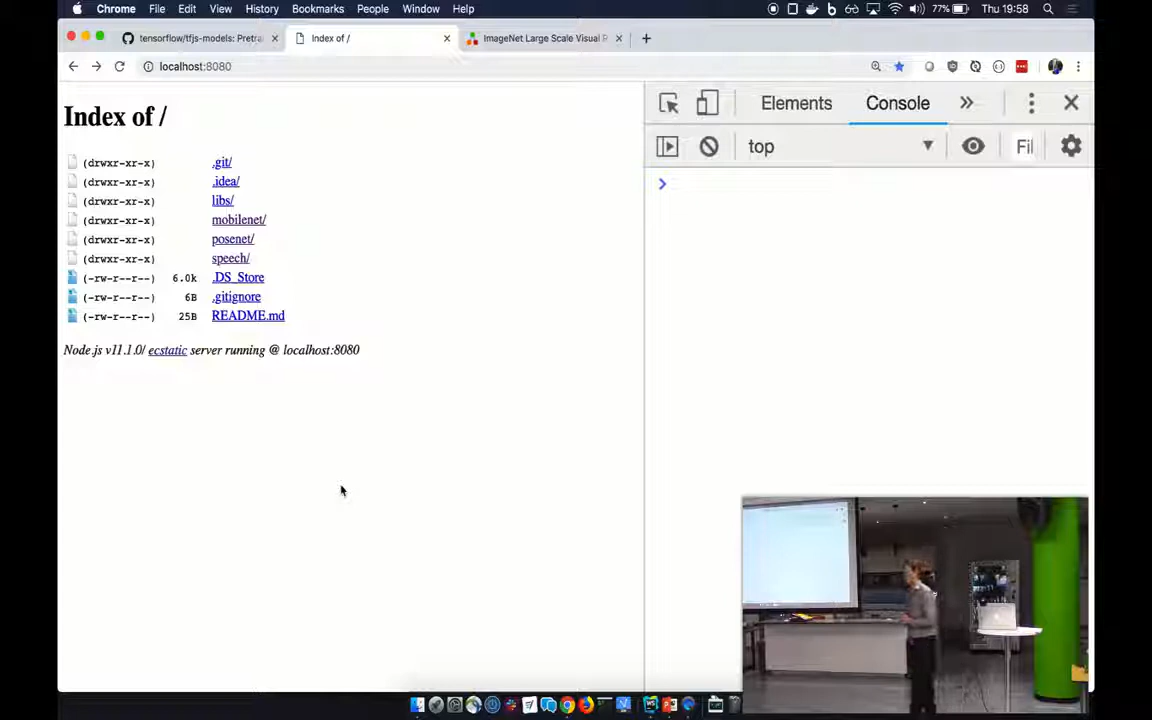 Chrome File Edit View History Bookmarks People Window Help 77% Thu 19:58
tensorflow/tfjs-models: Pretra Index of / ImageNet Large Scale Visual R
localhost:8080
Index of /
(drwxr-xr-x) .git/
(drwxr-xr-x) .idea/
(drwxr-xr-x) libs/
(drwxr-xr-x) mobilenet/
(drwxr-xr-x) posenet/
(drwxr-xr-x) speech/
(-rw-r--r--) 6.0k .DS_Store
(-rw-r--r--) 6B .gitignore
(-rw-r--r--) 25B README.md
Node.js v11.1.0/ ecstatic server running @ localhost:8080
Elements Console »
top Fil